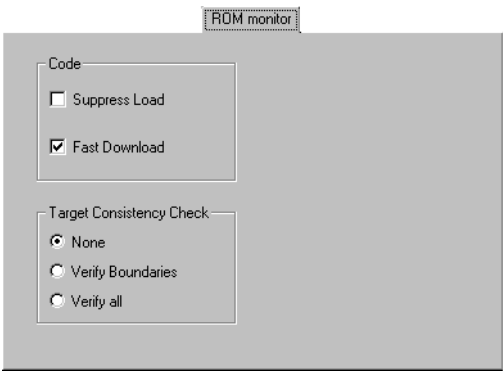 ROM monitor
Code
Suppress Load
Fast Download
Target Consistency Check
None
Verify Boundaries
Verify all